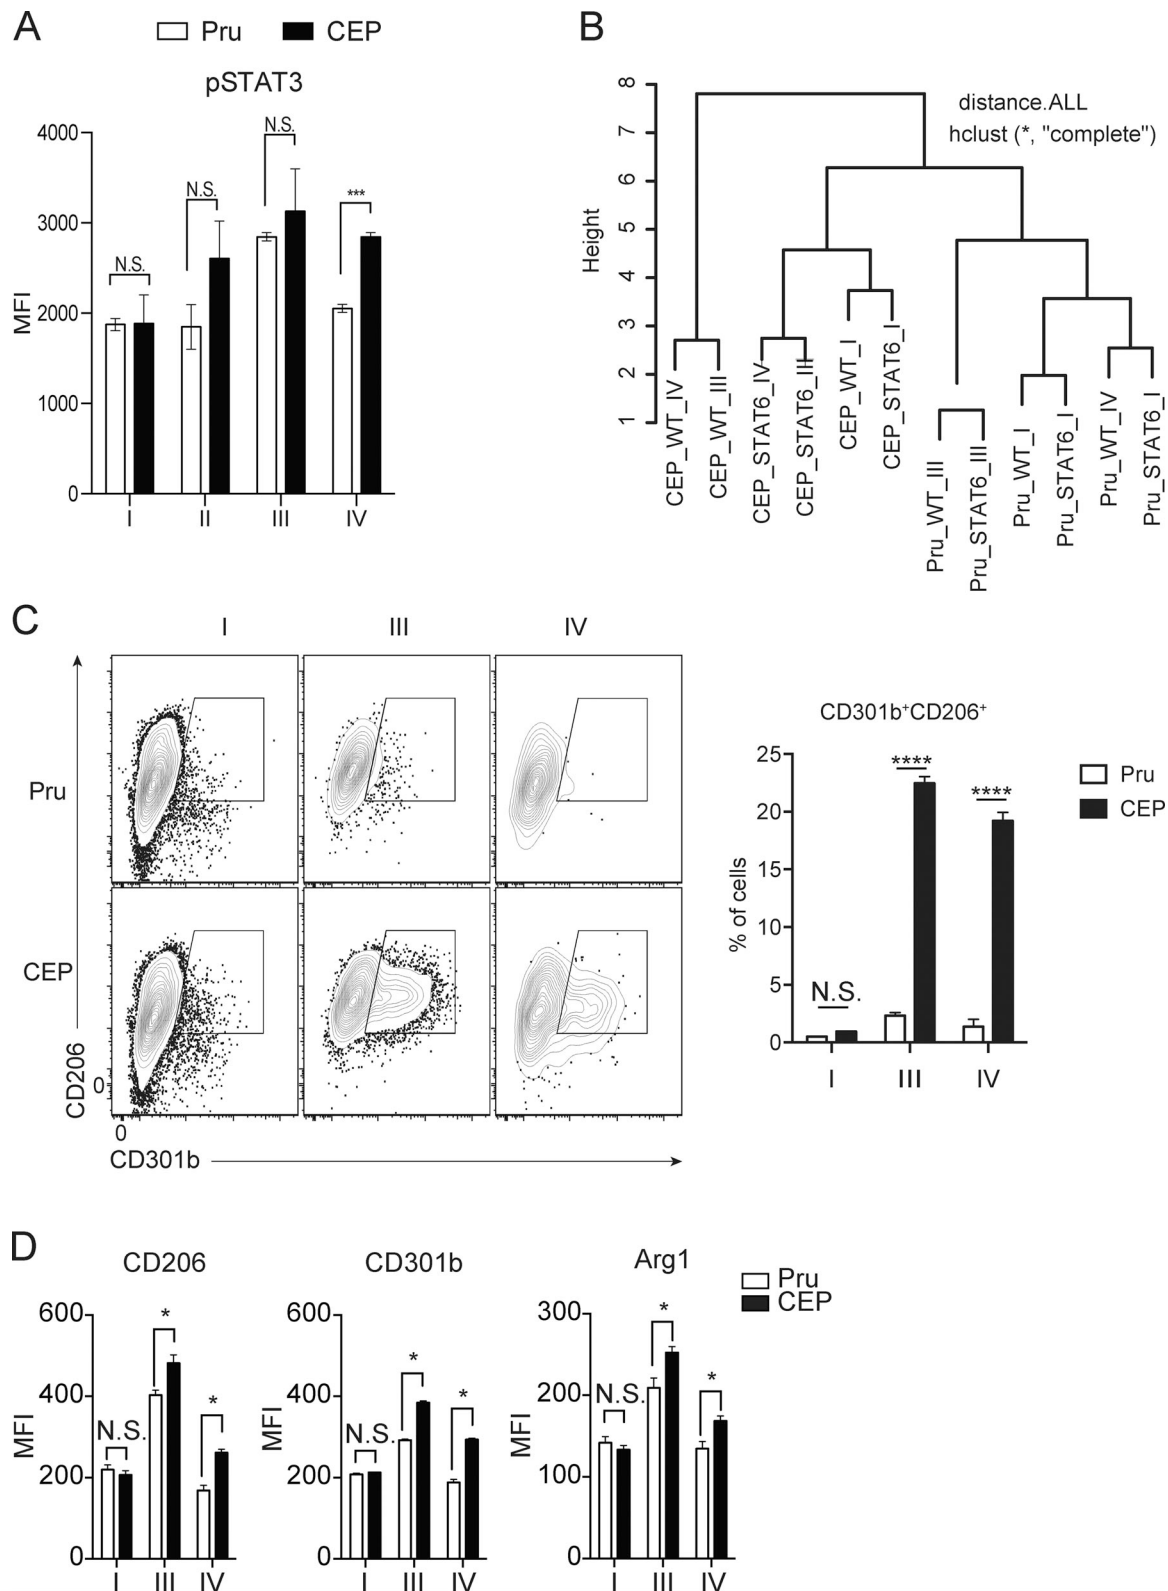 A
Pru
CEP
pSTAT3
N.S.
N.S.
N.S.
***
4000
3000
2000
1000
0
MFI
I
II
III
IV
B
distance.ALL
hclust (*, "complete")
Height
8
7
6
5
4
3
2
1
CEP_WT_IV
CEP_WT_III
CEP_STAT6_IV
CEP_STAT6_III
CEP_WT_I
CEP_STAT6_I
Pru_WT_III
Pru_STAT6_III
Pru_WT_I
Pru_STAT6_I
Pru_WT_IV
Pru_STAT6_I
C
I
III
IV
Pru
CEP
CD206
0
0
CD301b
CD301b⁺CD206⁺
25
20
15
10
5
0
% of cells
N.S.
****
****
I
III
IV
Pru
CEP
D
CD206
600
400
200
0
MFI
N.S.
*
*
I
III
IV
CD301b
600
400
200
0
MFI
N.S.
*
*
I
III
IV
Arg1
300
200
100
0
MFI
N.S.
*
*
I
III
IV
Pru
CEP